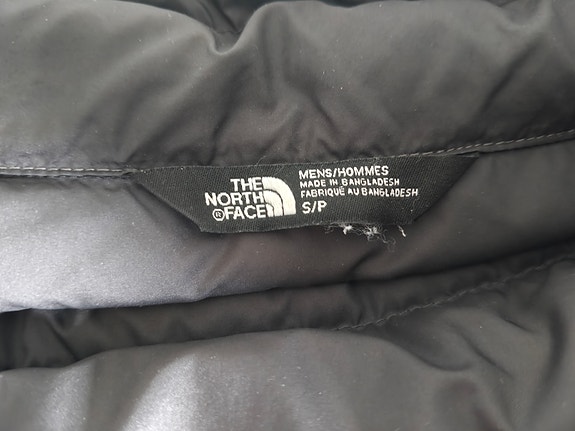 THE
NORTH
® FACE
MENS/HOMMES
MADE IN BANGLADESH
FABRIQUÉ AU BANGLADESH
S/P